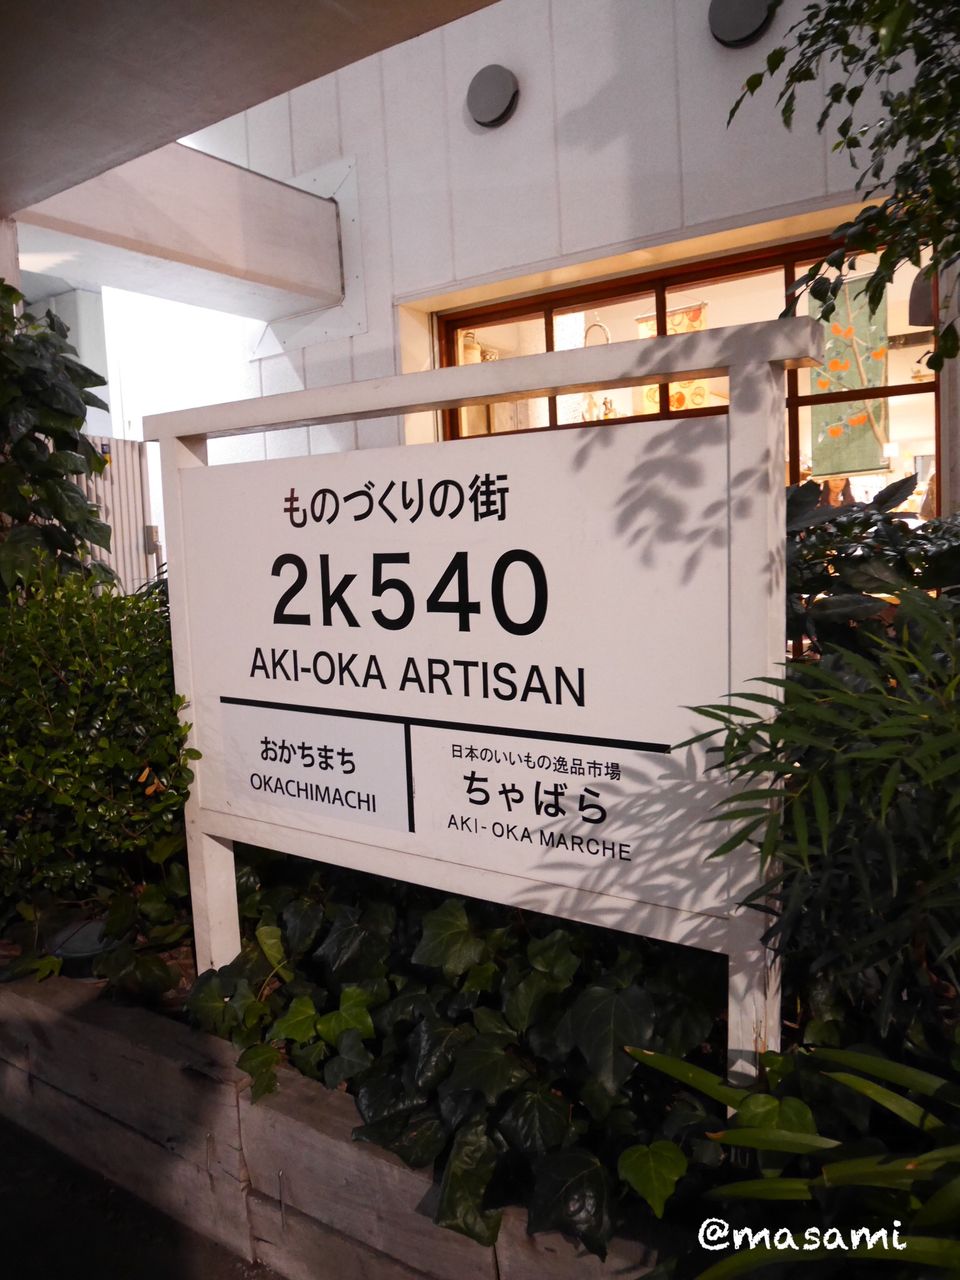 ものづくりの街
2k540
AKI-OKA ARTISAN
おかちまち
OKACHIMACHI
日本のいいもの逸品市場
ちゃばら
AKI-OKA MARCHE
@masami